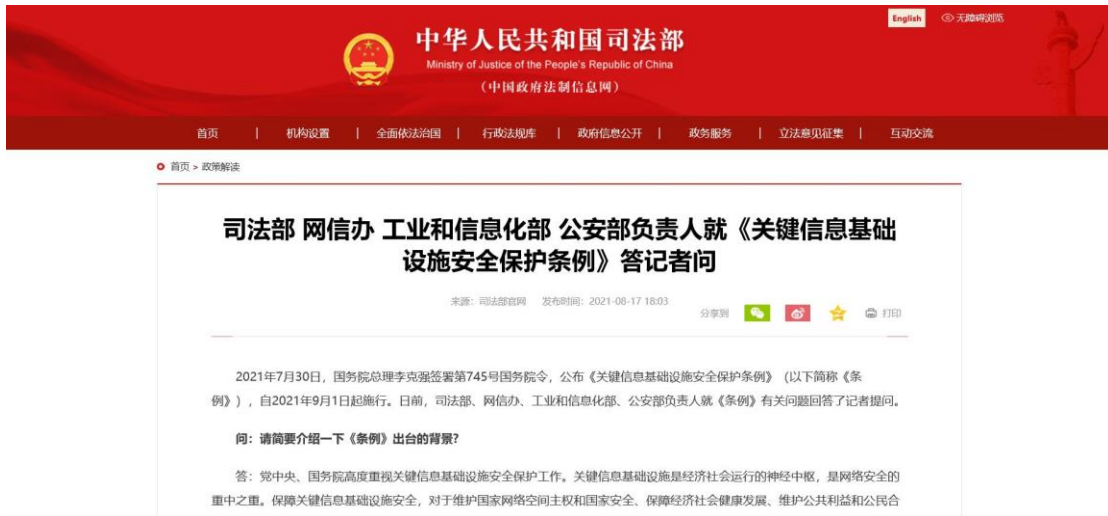 English 无障碍浏览
中华人民共和国司法部
Ministry of Justice of the People's Republic of China
（中国政府法制信息网）
首页 | 机构设置 | 全面依法治国 | 行政法规库 | 政府信息公开 | 政务服务 | 立法意见征集 | 互动交流
首页 > 政策解读
司法部 网信办 工业和信息化部 公安部负责人就《关键信息基础
设施安全保护条例》答记者问
来源：司法部官网 发布时间：2021-08-17 18:03
分享到 打印
2021年7月30日，国务院总理李克强签署第745号国务院令，公布《关键信息基础设施安全保护条例》（以下简称《条
例》），自2021年9月1日起施行。日前，司法部、网信办、工业和信息化部、公安部负责人就《条例》有关问题回答了记者提问。
问：请简要介绍一下《条例》出台的背景?
答：党中央、国务院高度重视关键信息基础设施安全保护工作。关键信息基础设施是经济社会运行的神经中枢，是网络安全的
重中之重。保障关键信息基础设施安全，对于维护国家网络空间主权和国家安全、保障经济社会健康发展、维护公共利益和公民合